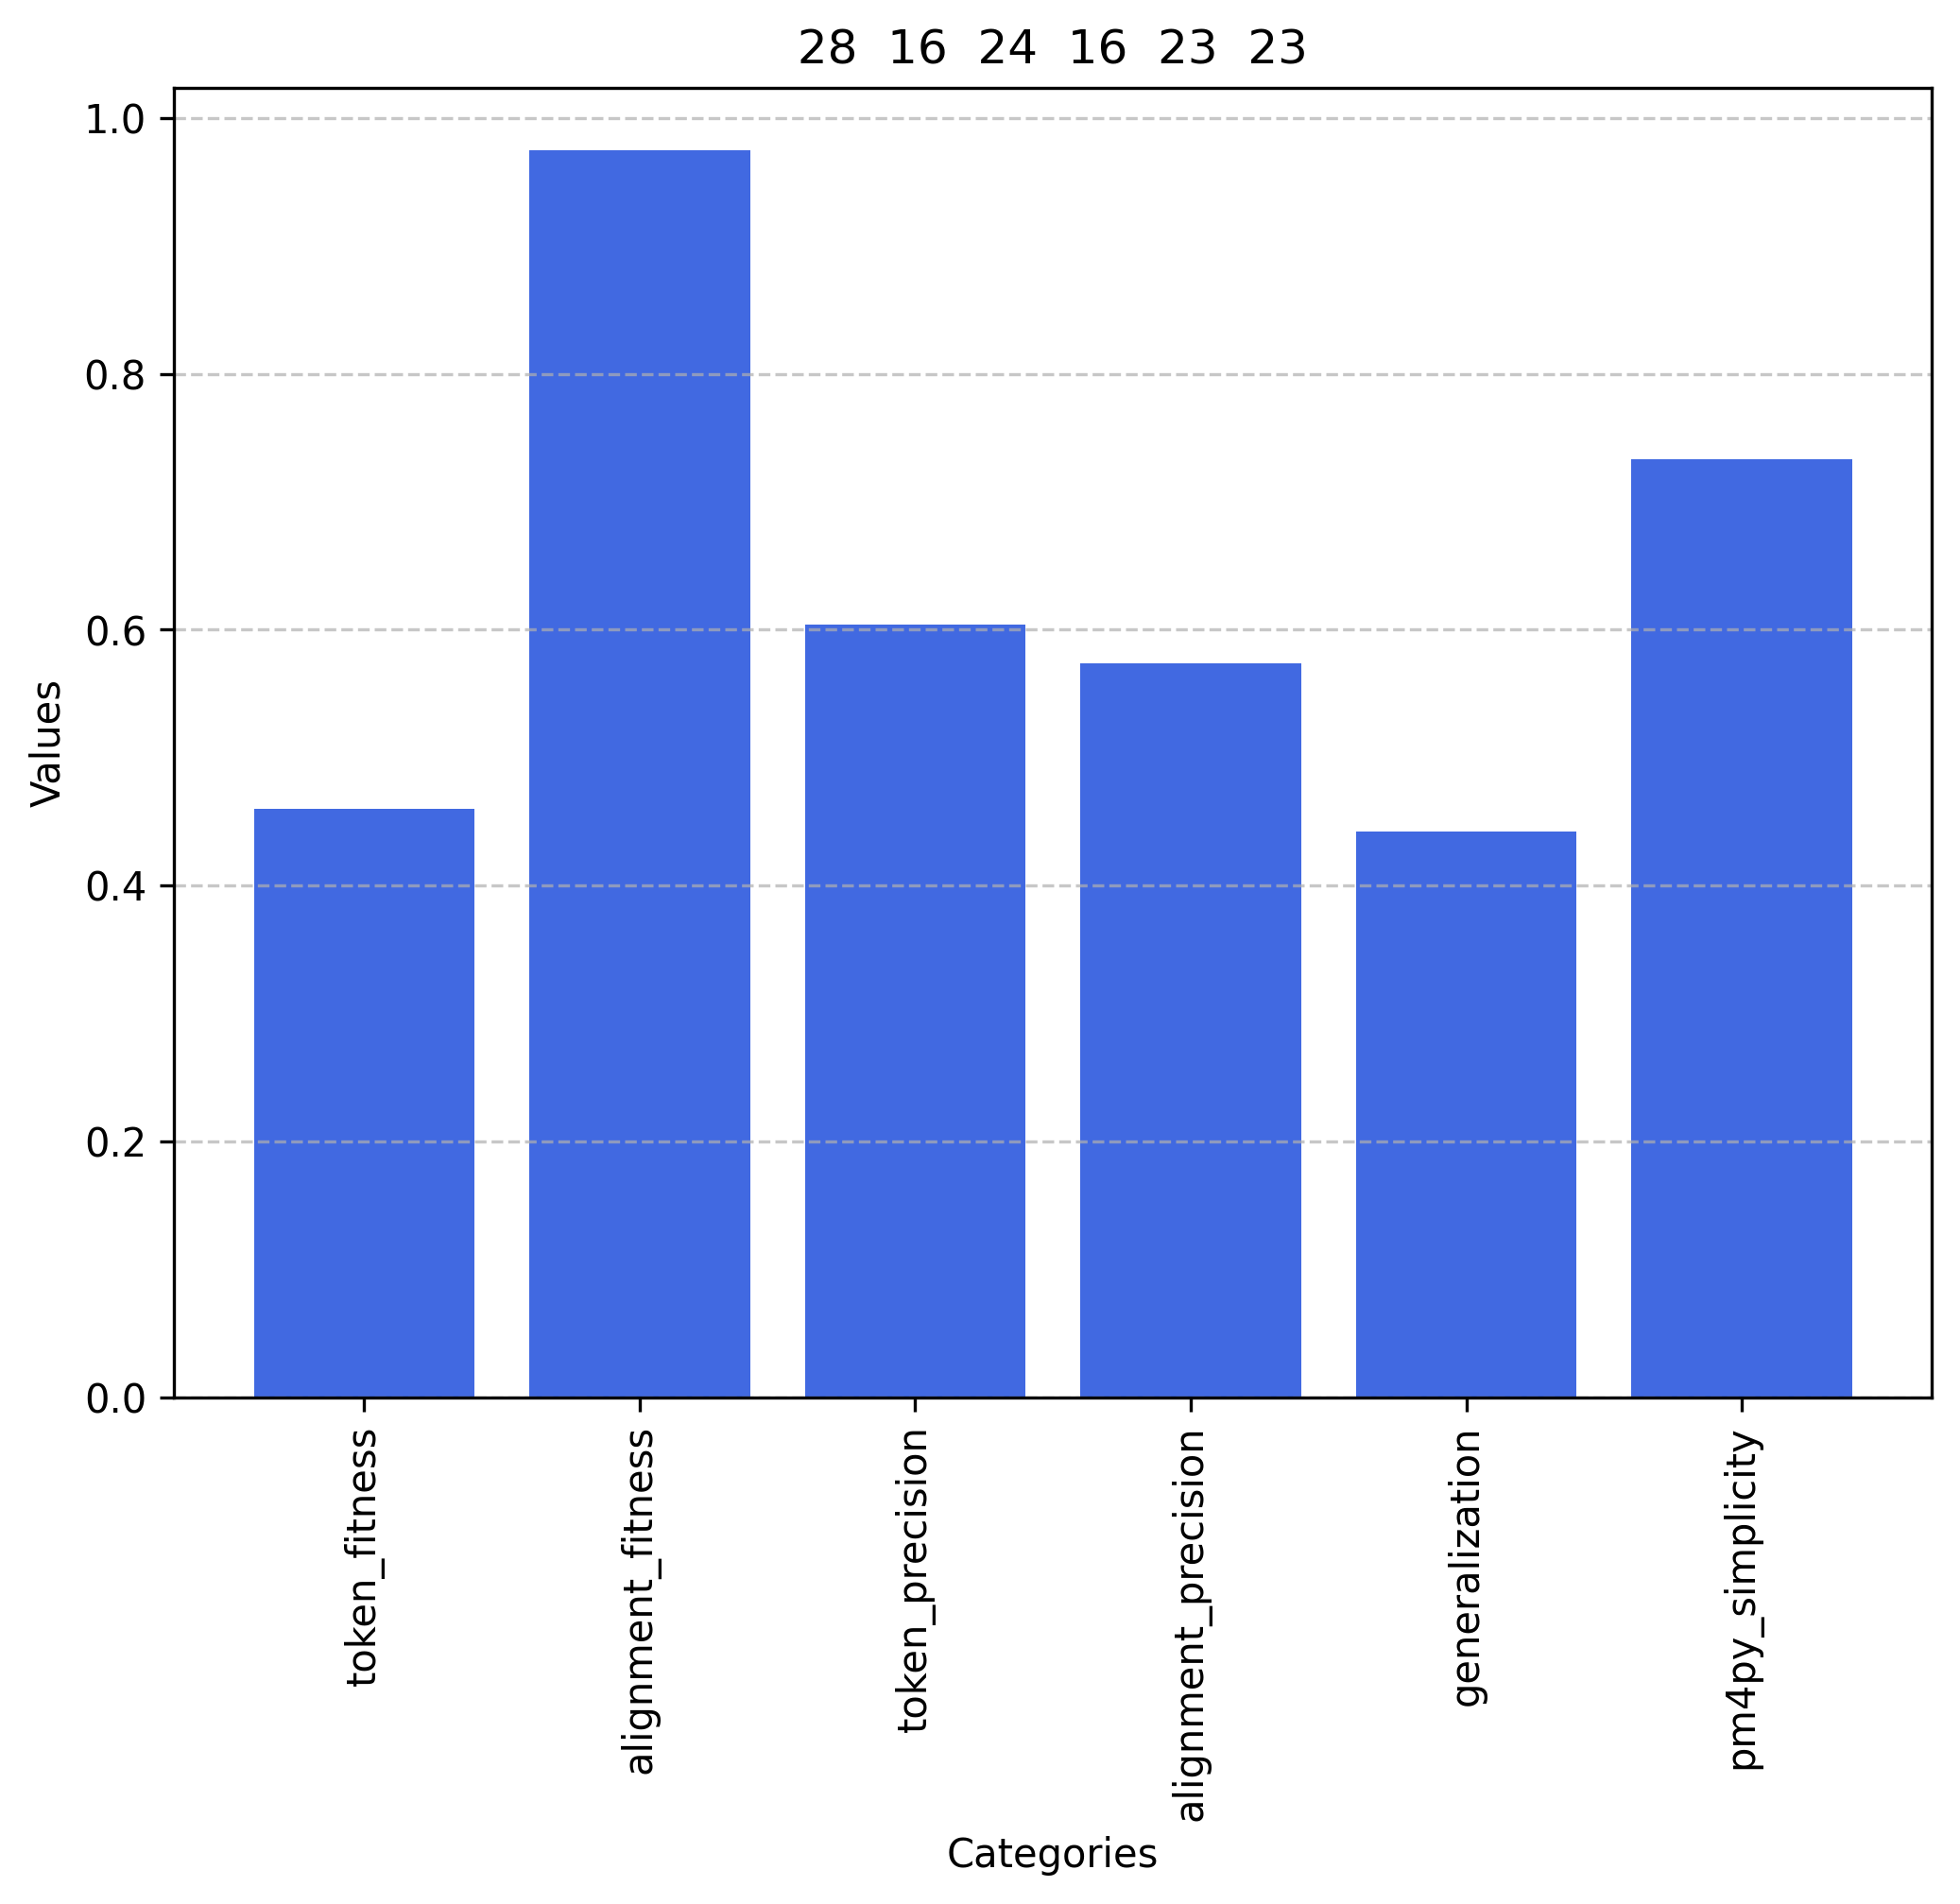 28 16 24 16 23 23
1.0
0.8
0.6
0.4
0.2
0.0
Values
token_fitness
alignment_fitness
token_precision
alignment_precision
generalization
pm4py_simplicity
Categories